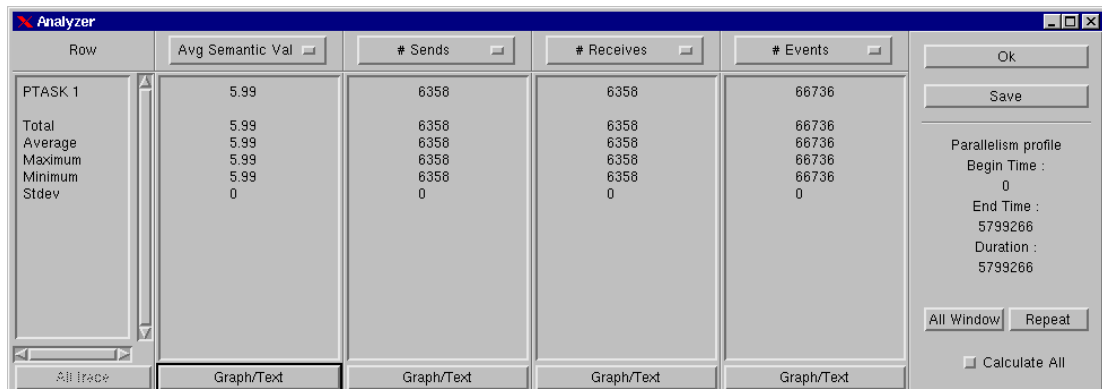 Analyzer
Row Avg Semantic Val # Sends # Receives # Events
PTASK 1 5.99 6358 6358 66736
Total 5.99 6358 6358 66736
Average 5.99 6358 6358 66736
Maximum 5.99 6358 6358 66736
Minimum 5.99 6358 6358 66736
Stdev 0 0 0 0
All trace Graph/Text Graph/Text Graph/Text Graph/Text
Ok
Save
Parallelism profile
Begin Time :
0
End Time :
5799266
Duration :
5799266
All Window Repeat
Calculate All